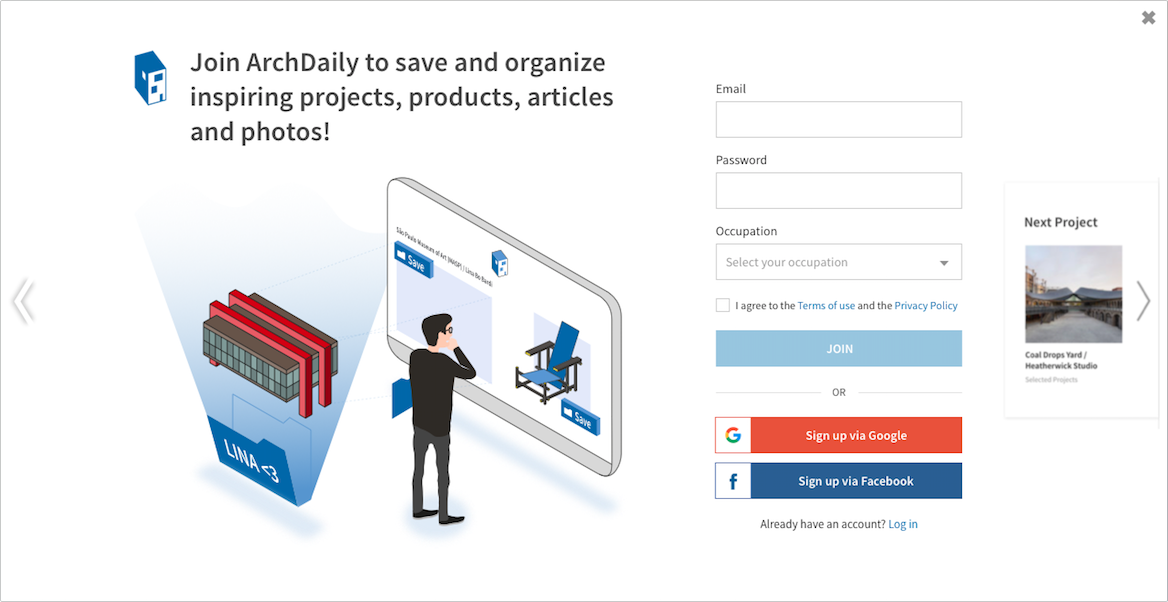 Join ArchDaily to save and organize
inspiring projects, products, articles
and photos!
São Paulo Museum of Art (MASP) / Lina Bo Bardi
Save
Save
LINA <3
Email
Password
Occupation
Select your occupation
I agree to the Terms of use and the Privacy Policy
JOIN
OR
G
Sign up via Google
f
Sign up via Facebook
Already have an account? Log in
Next Project
Coal Drops Yard /
Heatherwick Studio
Selected Projects